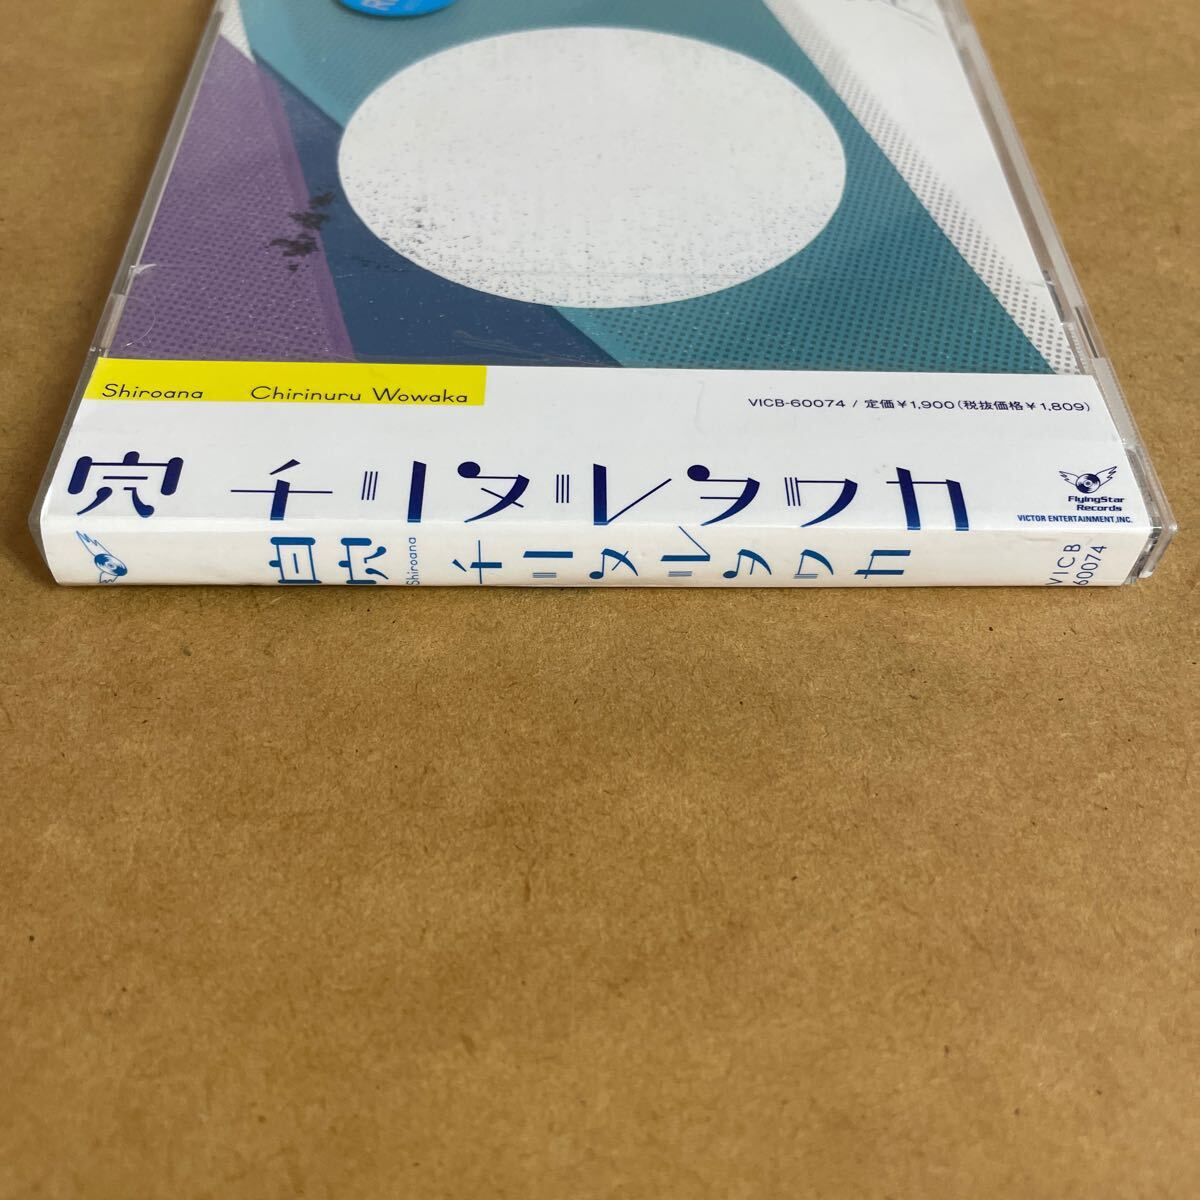 Shiroana Chirinuru Wowaka
VICB-60074 / 定価¥1,900(税抜価格¥1,809)
穴 チリヌルヲワカ
FlyingStar
Records
VICTOR ENTERTAINMENT,INC.
白穴 Shiroana チリヌルヲワカ
VICB
60074